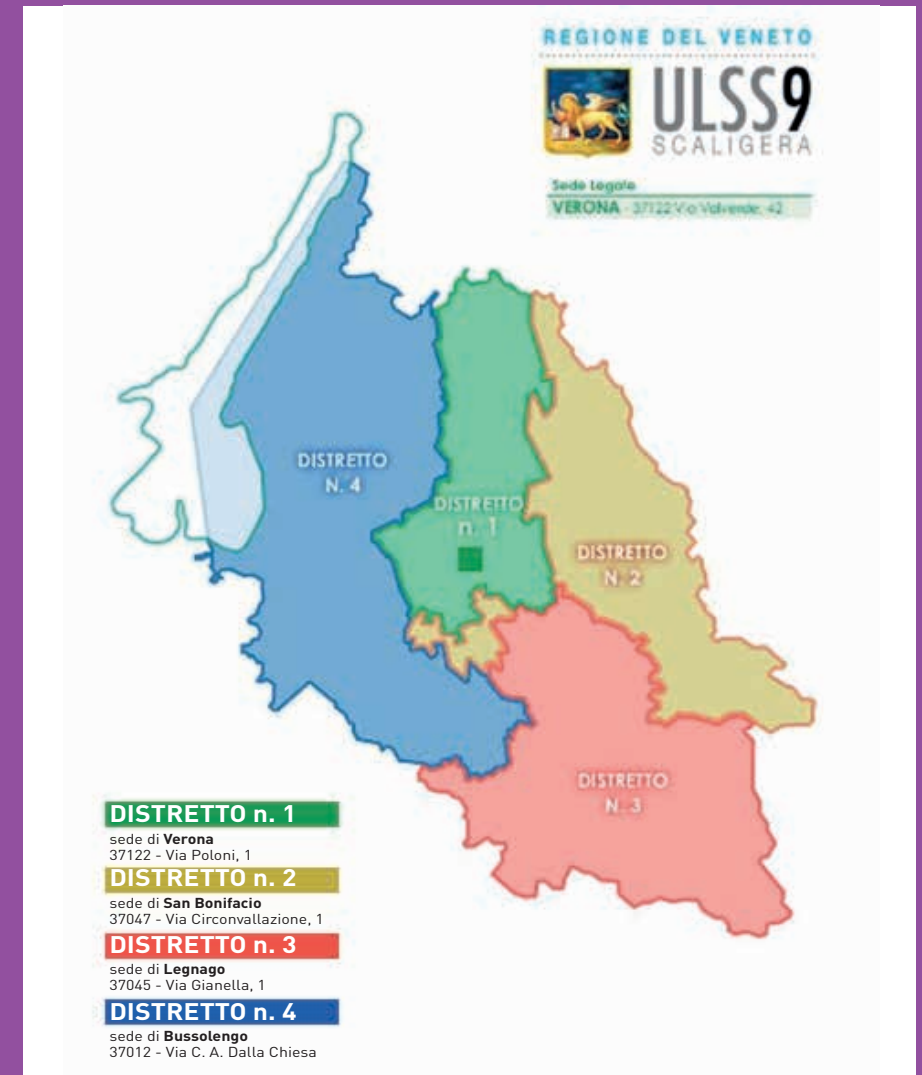 REGIONE DEL VENETO
ULSS9
SCALIGERA
Sede Legale
VERONA - 37122 Via Valverde, 42
DISTRETTO
N. 4
DISTRETTO
n. 1
DISTRETTO
N. 2
DISTRETTO
N. 3
DISTRETTO n. 1
sede di Verona
37122 - Via Poloni, 1
DISTRETTO n. 2
sede di San Bonifacio
37047 - Via Circonvallazione, 1
DISTRETTO n. 3
sede di Legnago
37045 - Via Gianella, 1
DISTRETTO n. 4
sede di Bussolengo
37012 - Via C. A. Dalla Chiesa